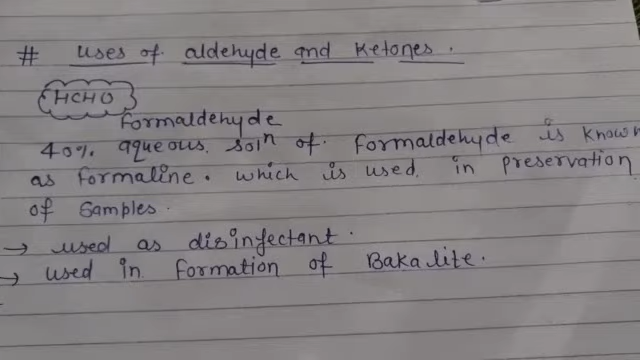 # Uses of aldehyde and Ketones.
HCHO
Formaldehyde
40% aqueous solⁿ of formaldehyde is known
as formaline. which is used in preservation
of Samples.
→ used as disinfectant.
→ used in formation of Bakalite.